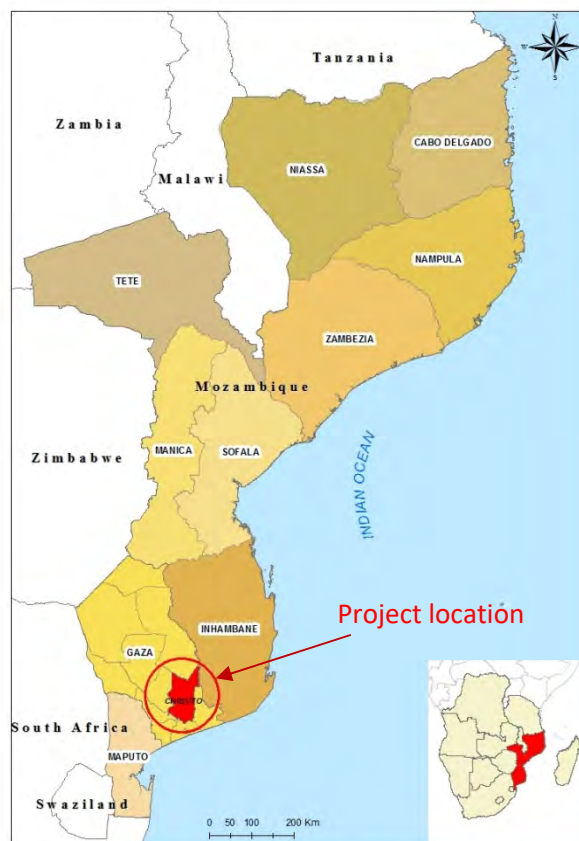 N
W
E
S
Tanzania
Zambia
CABO DELGADO
NIASSA
Malawi
NAMPULA
TETE
ZAMBEZIA
Mozambique
MANICA
SOFALA
Zimbabwe
INDIAN OCEAN
Project location
INHAMBANE
GAZA
CHIBUTO
South Africa
MAPUTO
Swaziland
0 50 100 200 Km